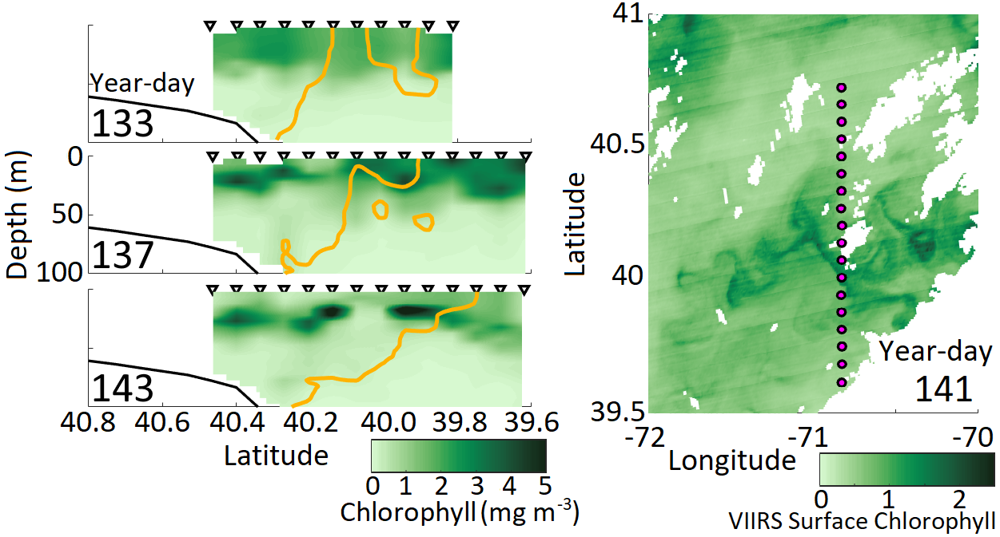 Year-day
133
Depth (m)
0
50
100
137
143
40.8
40.6
40.4
40.2
40.0
39.8
39.6
Latitude
0 1 2 3 4 5
Chlorophyll (mg m-3)
Latitude
41
40.5
40
39.5
Year-day
141
-72
-71
-70
Longitude
0 1 2
VIIRS Surface Chlorophyll